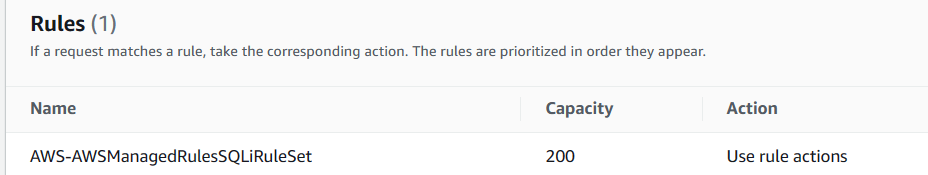 Rules (1)
If a request matches a rule, take the corresponding action. The rules are prioritized in order they appear.
Name Capacity Action
AWS-AWSManagedRulesSQLiRuleSet 200 Use rule actions